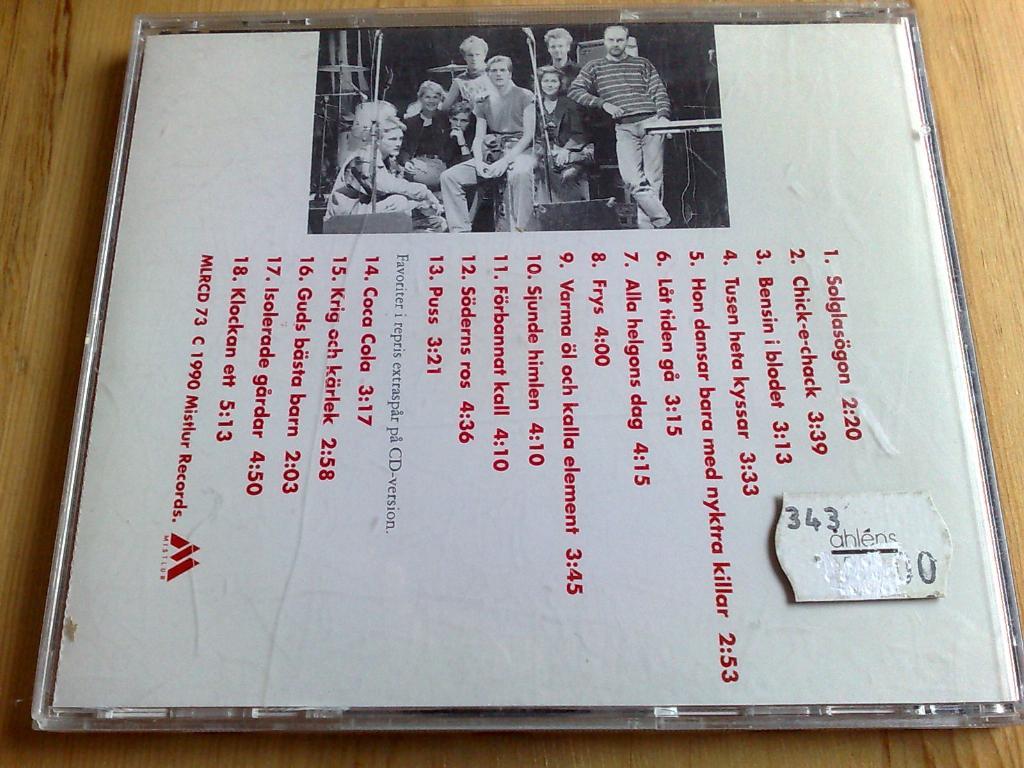 1. Solglasögon 2:20
2. Chick-e-chack 3:39
3. Bensin i blodet 3:13
4. Tusen heta kyssar 3:33
5. Hon dansar bara med nyktra killar 2:53
6. Låt tiden gå 3:15
7. Alla helgons dag 4:15
8. Frys 4:00
9. Varma öl och kalla element 3:45
10. Sjunde himlen 4:10
11. Förbannat kall 4:10
12. Söderns ros 4:36
13. Puss 3:21
Favoriter i repris extraspår på CD-version.
14. Coca Cola 3:17
15. Krig och kärlek 2:58
16. Guds bästa barn 2:03
17. Isolerade gårdar 4:50
18. Klockan ett 5:13
MLRCD 73 C 1990 Mistlur Records.
MISTLUR
343
åhléns